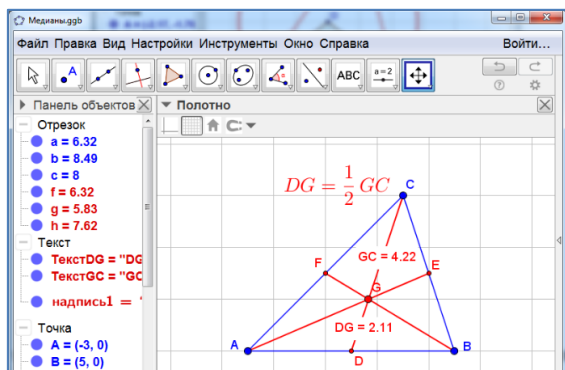 Медианы.ggb
Файл Правка Вид Настройки Инструменты Окно Справка Войти...
ABC a=2
Панель объектов
Полотно
Отрезок
a = 6.32
b = 8.49
c = 8
f = 6.32
g = 5.83
h = 7.62
Текст
ТекстDG = "DG
ТекстGC = "GC
надпись1 = "
Точка
A = (-3, 0)
B = (5, 0)
DG = 1/2 GC
C
GC = 4.22
F
E
G
DG = 2.11
A
B
D